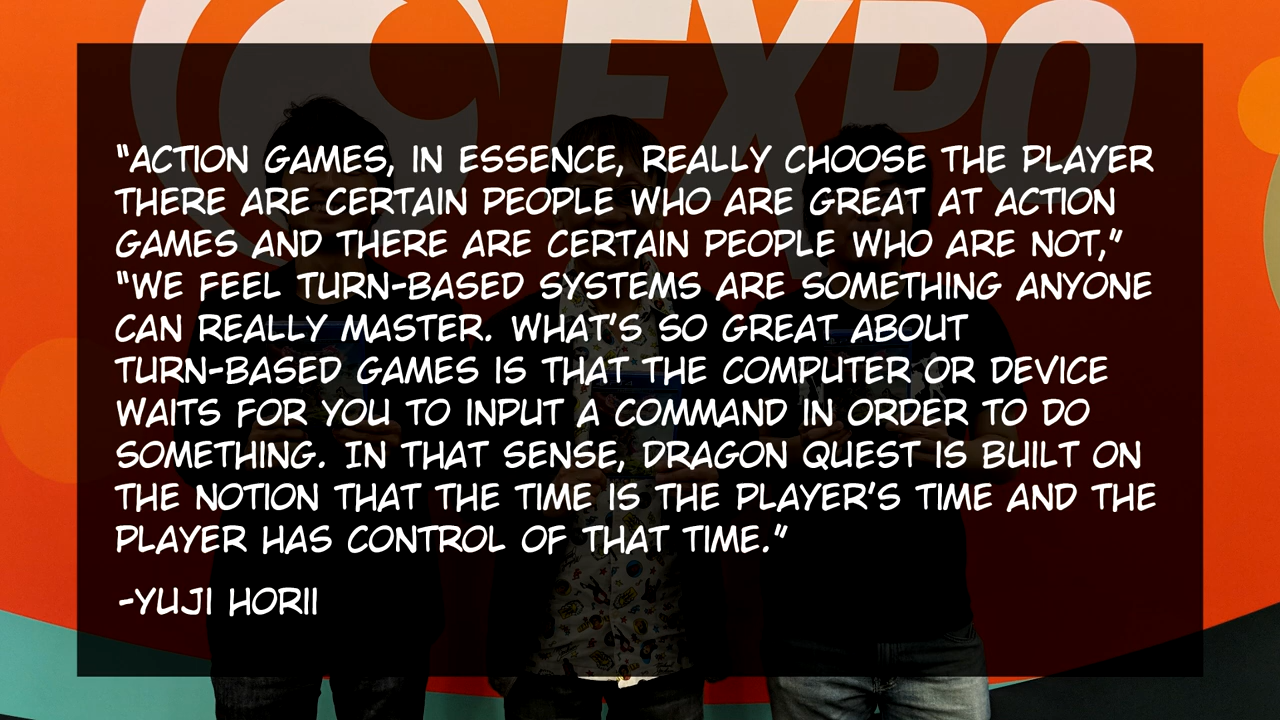 EXPO
"ACTION GAMES, IN ESSENCE, REALLY CHOOSE THE PLAYER
THERE ARE CERTAIN PEOPLE WHO ARE GREAT AT ACTION
GAMES AND THERE ARE CERTAIN PEOPLE WHO ARE NOT,"
"WE FEEL TURN-BASED SYSTEMS ARE SOMETHING ANYONE
CAN REALLY MASTER. WHAT'S SO GREAT ABOUT
TURN-BASED GAMES IS THAT THE COMPUTER OR DEVICE
WAITS FOR YOU TO INPUT A COMMAND IN ORDER TO DO
SOMETHING. IN THAT SENSE, DRAGON QUEST IS BUILT ON
THE NOTION THAT THE TIME IS THE PLAYER'S TIME AND THE
PLAYER HAS CONTROL OF THAT TIME."
-YUJI HORII